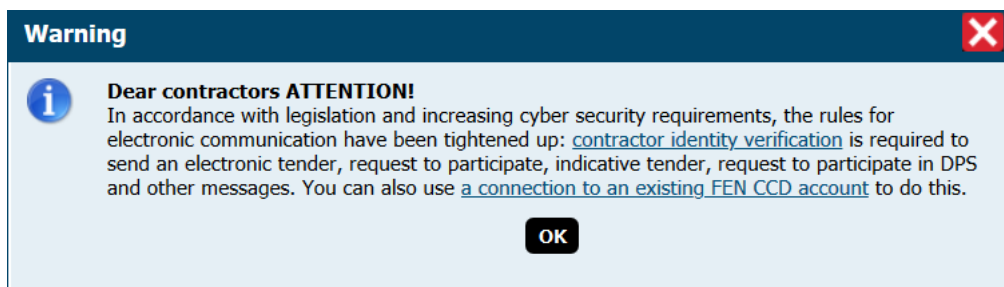 Warning
Dear contractors ATTENTION!
In accordance with legislation and increasing cyber security requirements, the rules for
electronic communication have been tightened up: contractor identity verification is required to
send an electronic tender, request to participate, indicative tender, request to participate in DPS
and other messages. You can also use a connection to an existing FEN CCD account to do this.
OK